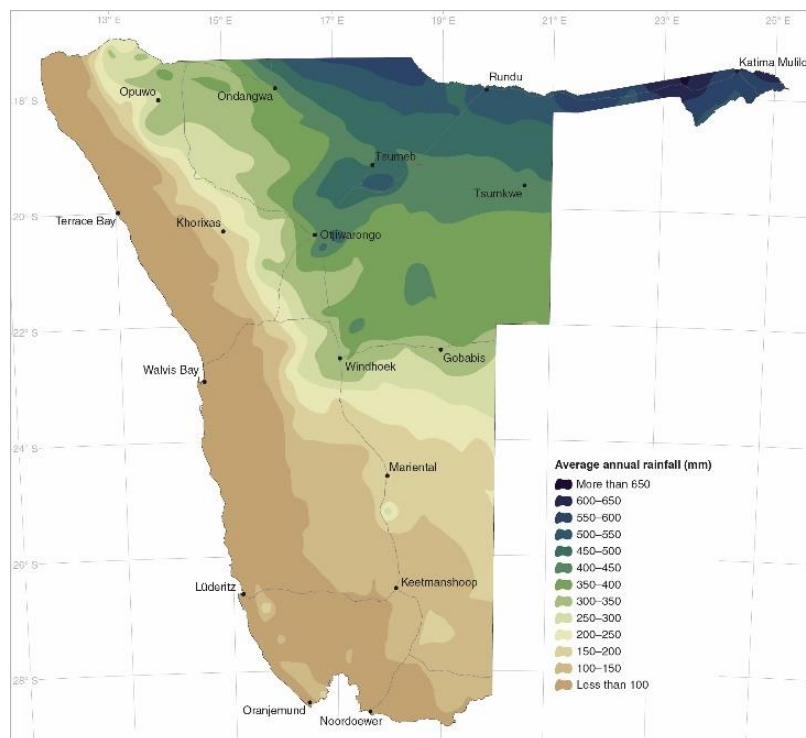 13° E
15° E
17° E
19° E
21° E
23° E
25° E
Katima Mulilo
Rundu
Opuwo
Ondangwa
18° S
Tsumeb
Tsumkwe
20° S
Terrace Bay
Khorixas
Otjiwarongo
22° S
Windhoek
Gobabis
Walvis Bay
24° S
Mariental
Average annual rainfall (mm)
More than 650
600–650
550–600
500–550
450–500
400–450
350–400
300–350
250–300
200–250
150–200
100–150
Less than 100
26° S
Lüderitz
Keetmanshoop
28° S
Oranjemund
Noordoewer